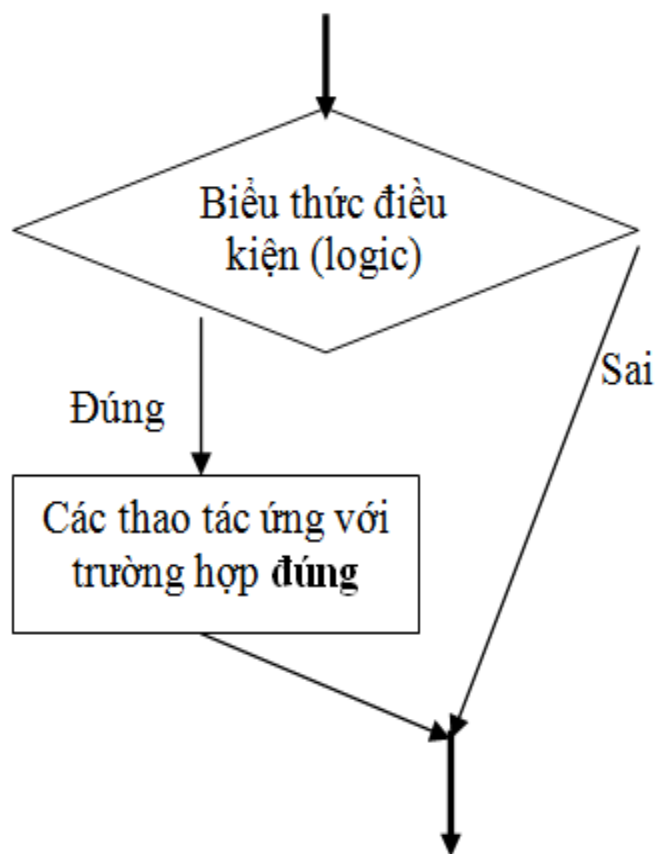 Biểu thức điều
kiện (logic)
Sai
Đúng
Các thao tác ứng với
trường hợp đúng